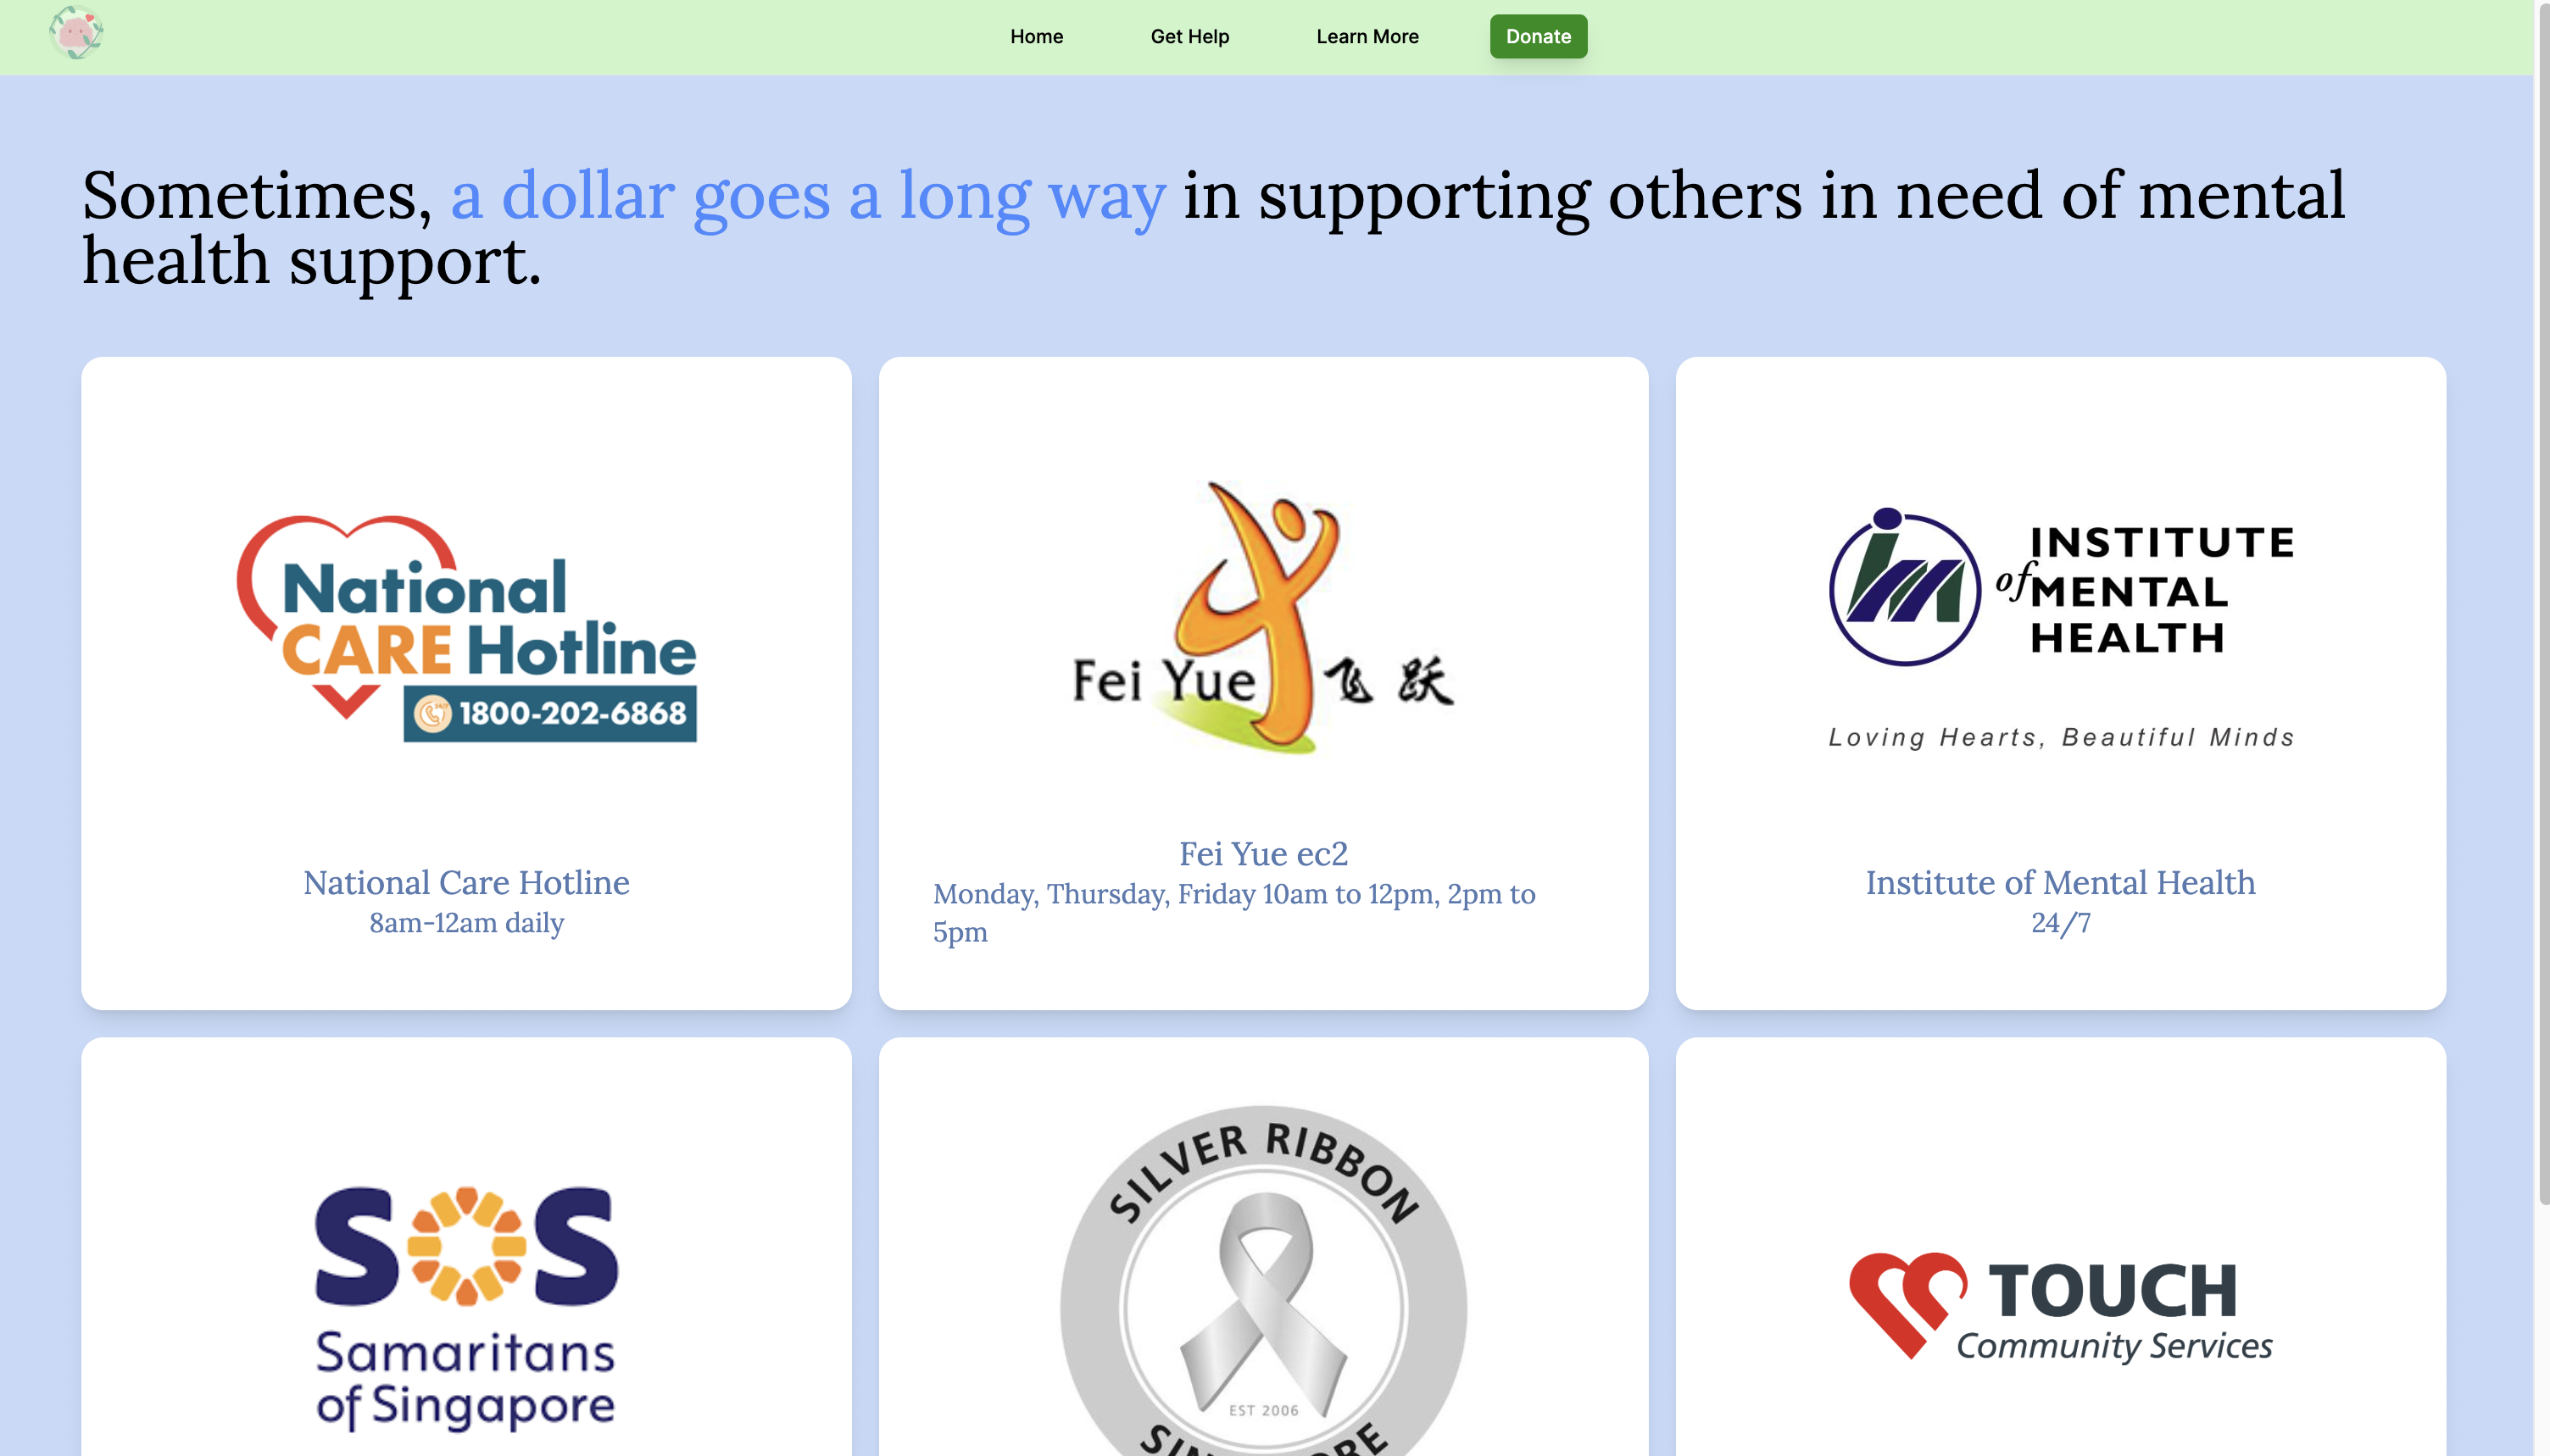 Home
Get Help
Learn More
Donate
Sometimes, a dollar goes a long way in supporting others in need of mental
health support.
National
CARE Hotline
1800-202-6868
National Care Hotline
8am-12am daily
Fei Yue 飞跃
Fei Yue ec2
Monday, Thursday, Friday 10am to 12pm, 2pm to
5pm
INSTITUTE
of MENTAL
HEALTH
Loving Hearts, Beautiful Minds
Institute of Mental Health
24/7
SOS
Samaritans
of Singapore
SILVER RIBBON
EST 2006
TOUCH
Community Services